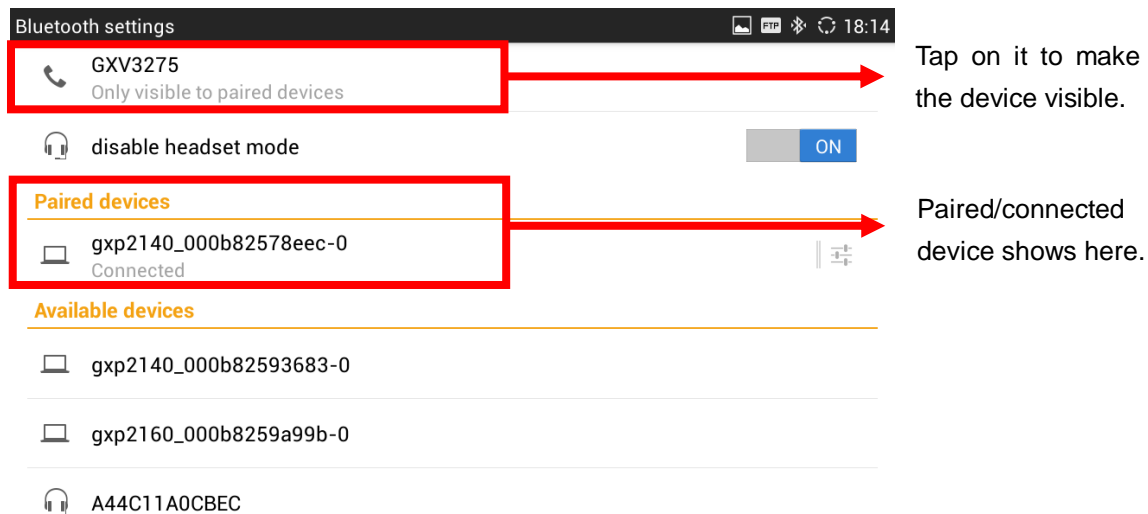 Bluetooth settings
FTP
18:14
GXV3275
Only visible to paired devices
Tap on it to make
the device visible.
disable headset mode
ON
Paired devices
gxp2140_000b82578eec-0
Connected
Paired/connected
device shows here.
Available devices
gxp2140_000b82593683-0
gxp2160_000b8259a99b-0
A44C11A0CBEC